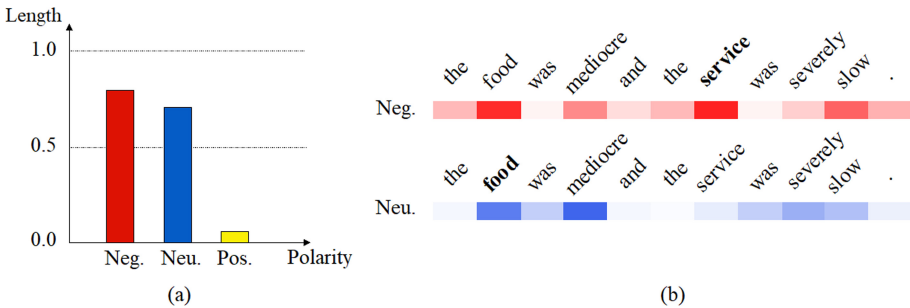 Length
1.0
0.5
0.0
Neg. Neu. Pos. Polarity
(a)
the food was mediocre and the service was severely slow .
Neg.
the food was mediocre and the service was severely slow .
Neu.
(b)